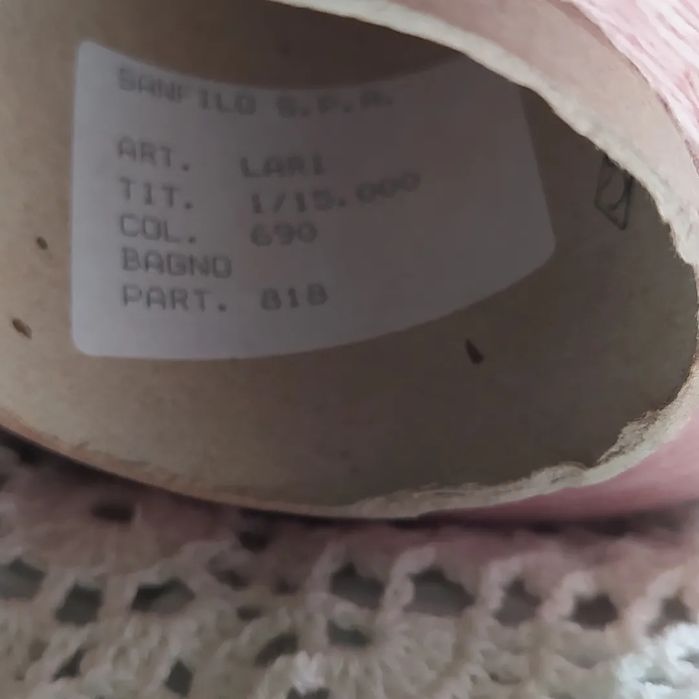 SANFILO S.P.A.
ART. LARI
TIT. 1/15.000
COL. 690
BAGNO
PART. 818